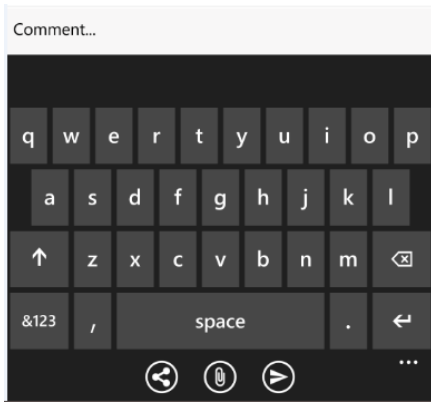 Comment...
q w e r t y u i o p
a s d f g h j k l
z x c v b n m
&123 , space .